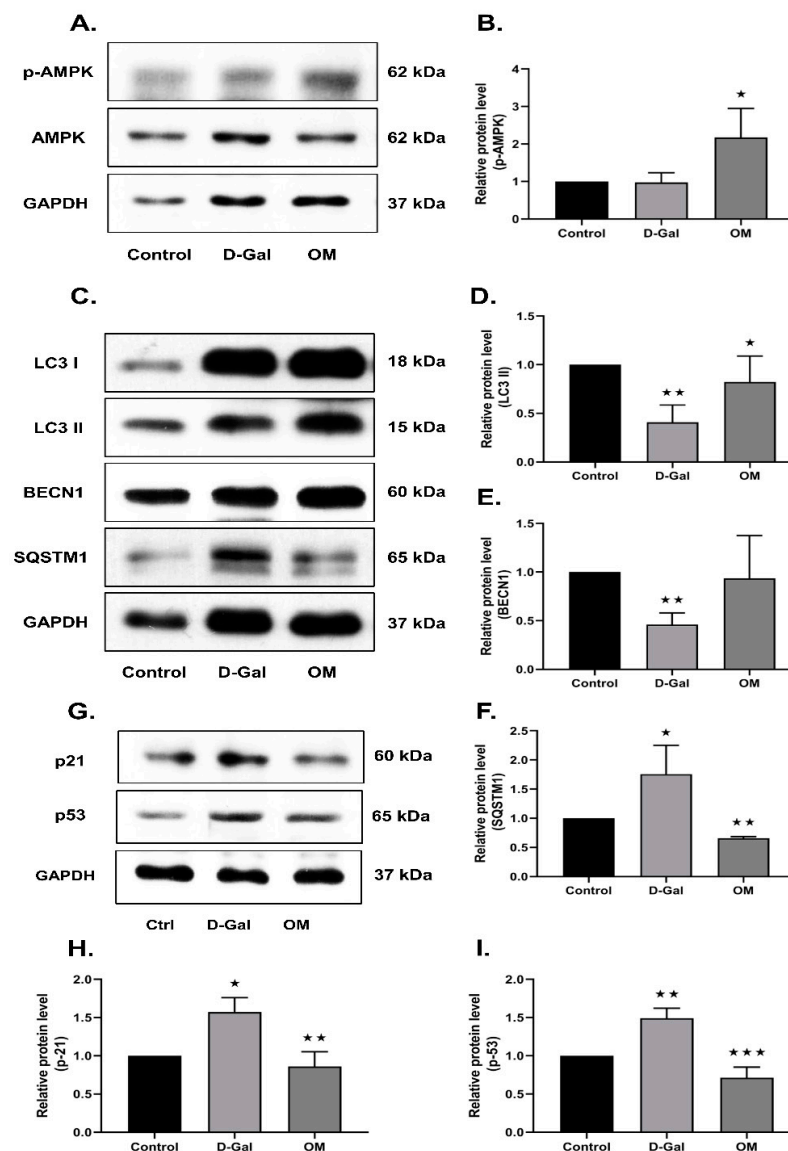 A.
p-AMPK 62 kDa
AMPK 62 kDa
GAPDH 37 kDa
Control D-Gal OM
B.
Relative protein level
(p-AMPK)
4
3
2
1
0
★
Control D-Gal OM
C.
LC3 I 18 kDa
LC3 II 15 kDa
BECN1 60 kDa
SQSTM1 65 kDa
GAPDH 37 kDa
Control D-Gal OM
D.
Relative protein level
(LC3 II)
1.5
1.0
0.5
0.0
★★
★
Control D-Gal OM
E.
Relative protein level
(BECN1)
1.5
1.0
0.5
0.0
★★
Control D-Gal OM
G.
p21 60 kDa
p53 65 kDa
GAPDH 37 kDa
Ctrl D-Gal OM
F.
Relative protein level
(SQSTM1)
2.5
2.0
1.5
1.0
0.5
0.0
★
★★
Control D-Gal OM
H.
Relative protein level
(p-21)
2.0
1.5
1.0
0.5
0.0
★
★★
Control D-Gal OM
I.
Relative protein level
(p-53)
2.0
1.5
1.0
0.5
0.0
★★
★★★
Control D-Gal OM